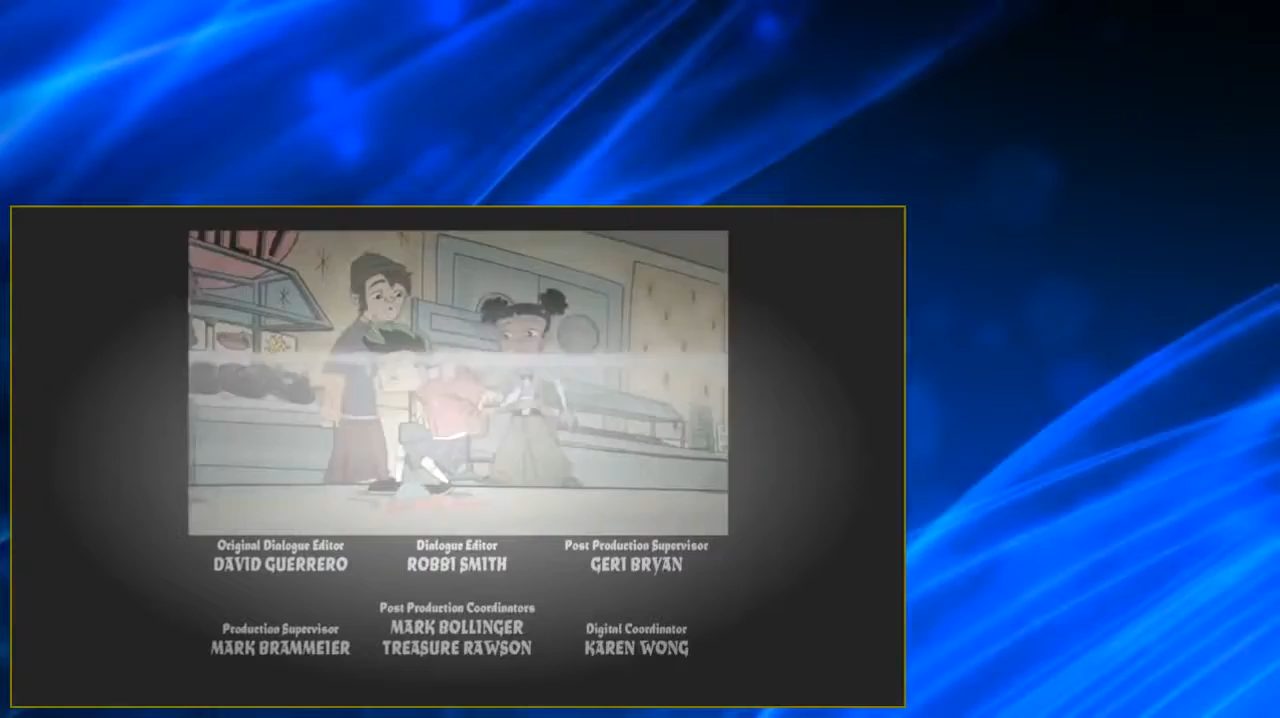 Original Dialogue Editor
DAVID GUERRERO
Dialogue Editor
ROBBI SMITH
Post Production Supervisor
GERI BRYAN
Production Supervisor
MARK BRAMMEIER
Post Production Coordinators
MARK BOLLINGER
TREASURE RAWSON
Digital Coordinator
KAREN WONG